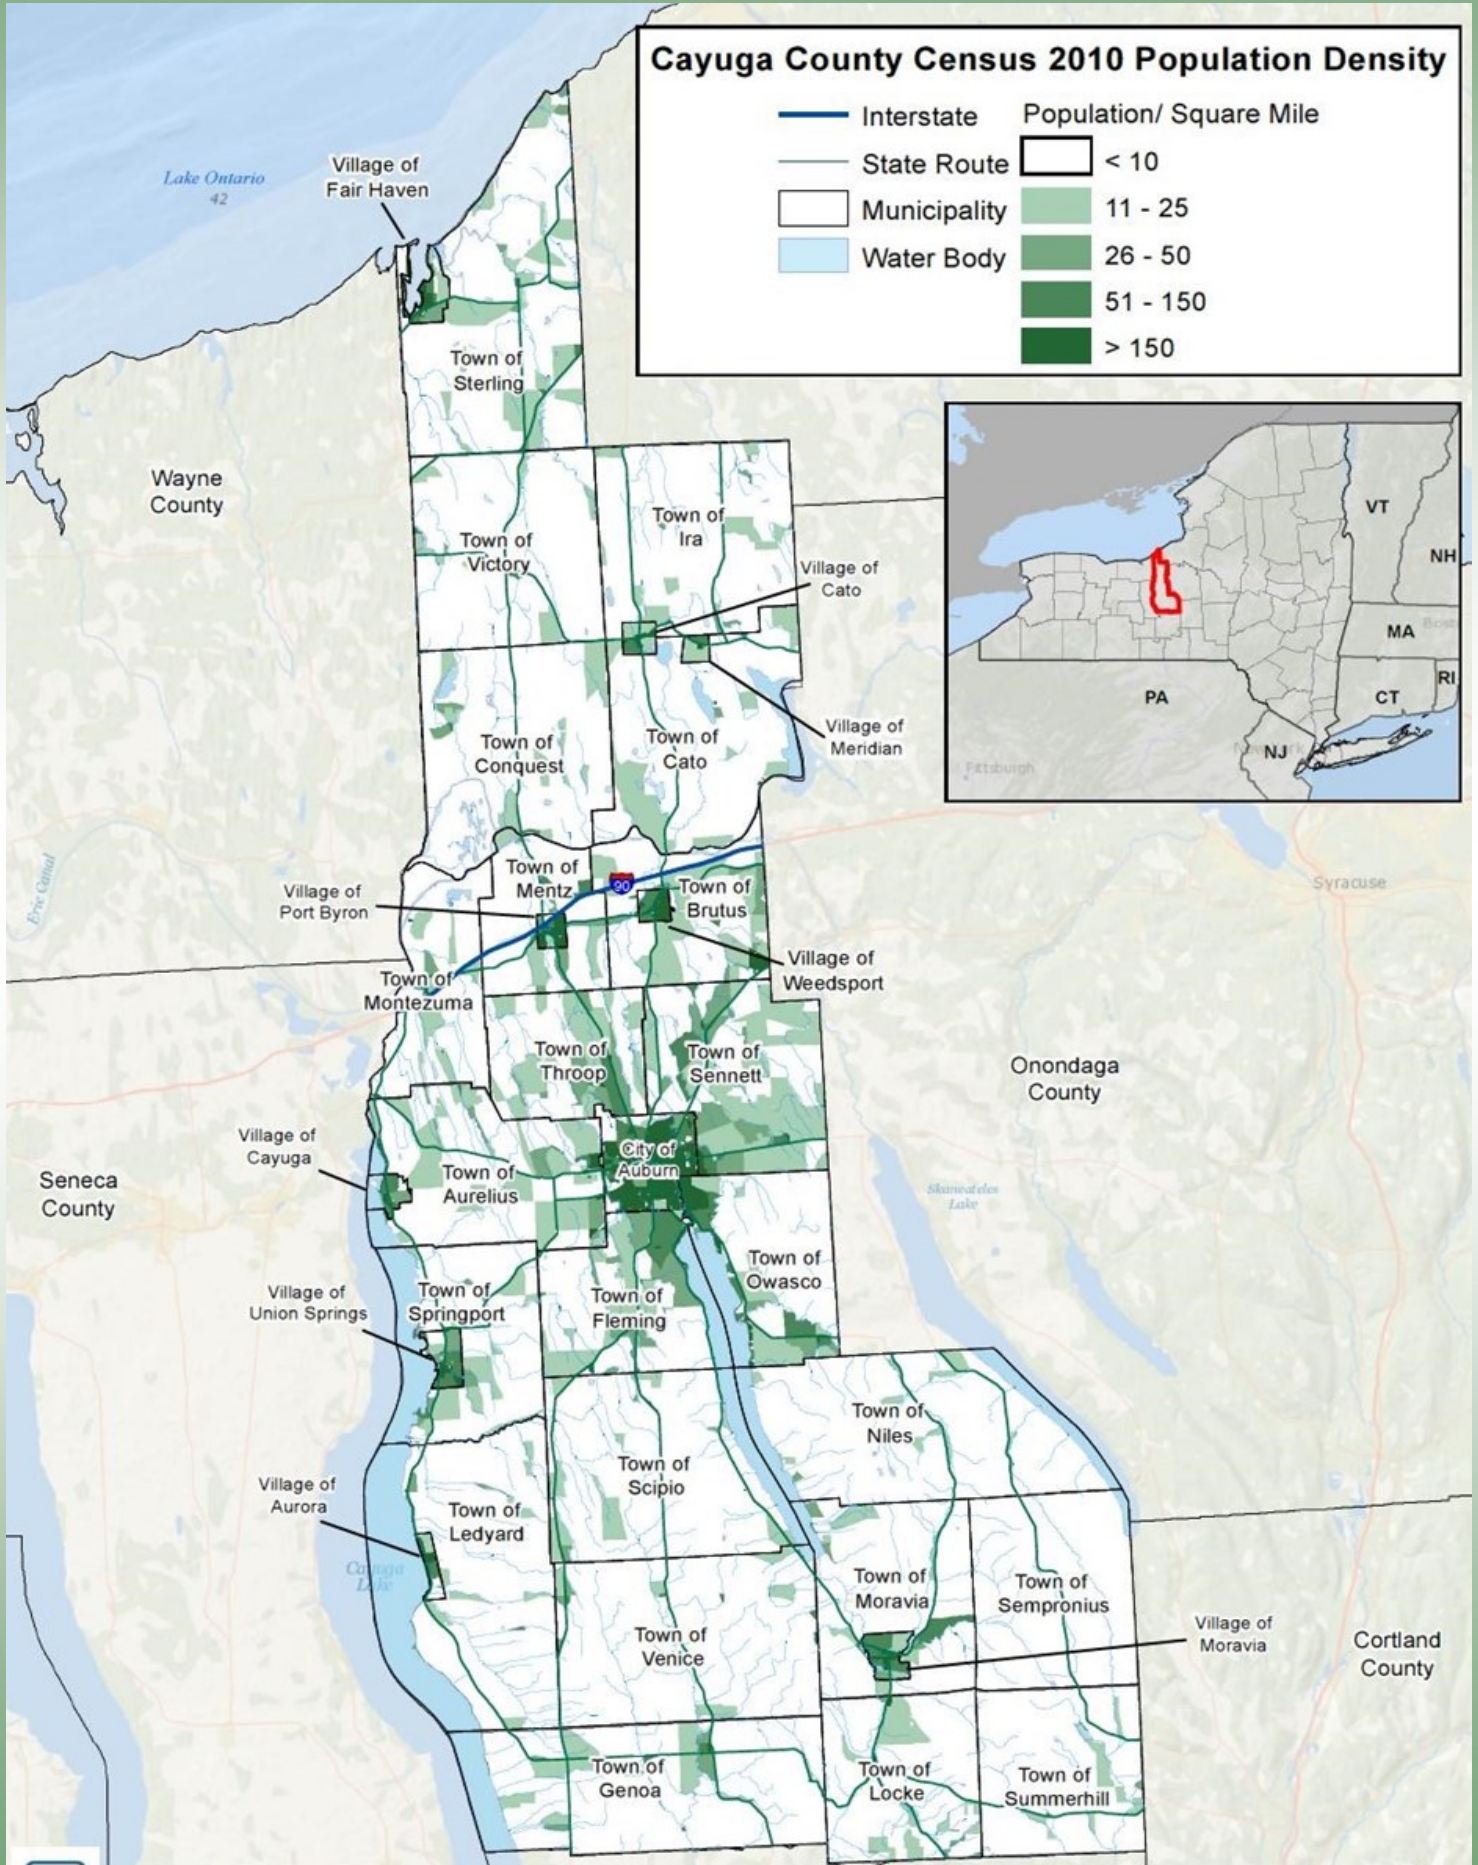 Cayuga County Census 2010 Population Density
Interstate
State Route
Municipality
Water Body
Population/ Square Mile
< 10
11 - 25
26 - 50
51 - 150
> 150
Lake Ontario
42
Village of
Fair Haven
Town of
Sterling
Wayne
County
Town of
Victory
Town of
Ira
Village of
Cato
VT
NH
MA
Bost
RI
CT
PA
NJ
Pittsburgh
Town of
Conquest
Town of
Cato
Village of
Meridian
Erie Canal
Village of
Port Byron
Town of
Mentz
90
Town of
Brutus
Syracuse
Village of
Weedsport
Town of
Montezuma
Town of
Throop
Town of
Sennett
Onondaga
County
Village of
Cayuga
Seneca
County
Town of
Aurelius
City of
Auburn
Skaneateles
Lake
Town of
Owasco
Village of
Union Springs
Town of
Springport
Town of
Fleming
Town of
Niles
Village of
Aurora
Town of
Ledyard
Town of
Scipio
Cayuga
Lake
Town of
Moravia
Town of
Sempronius
Village of
Moravia
Cortland
County
Town of
Venice
Town of
Genoa
Town of
Locke
Town of
Summerhill